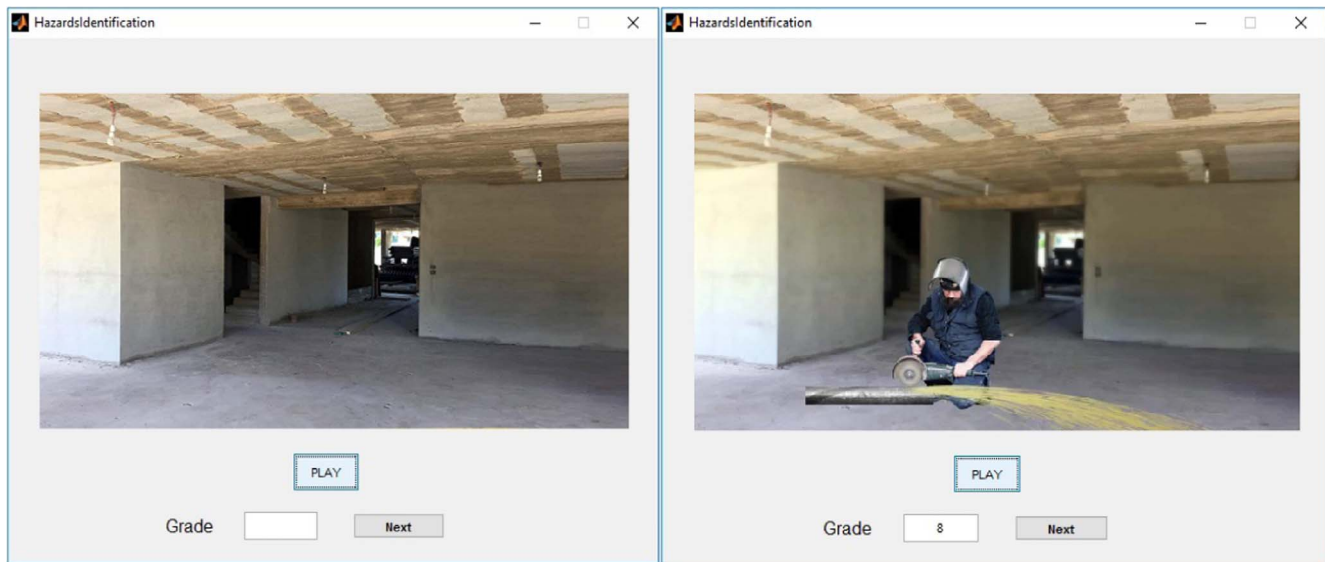 HazardsIdentification
PLAY
Grade
Next
HazardsIdentification
PLAY
Grade 8
Next